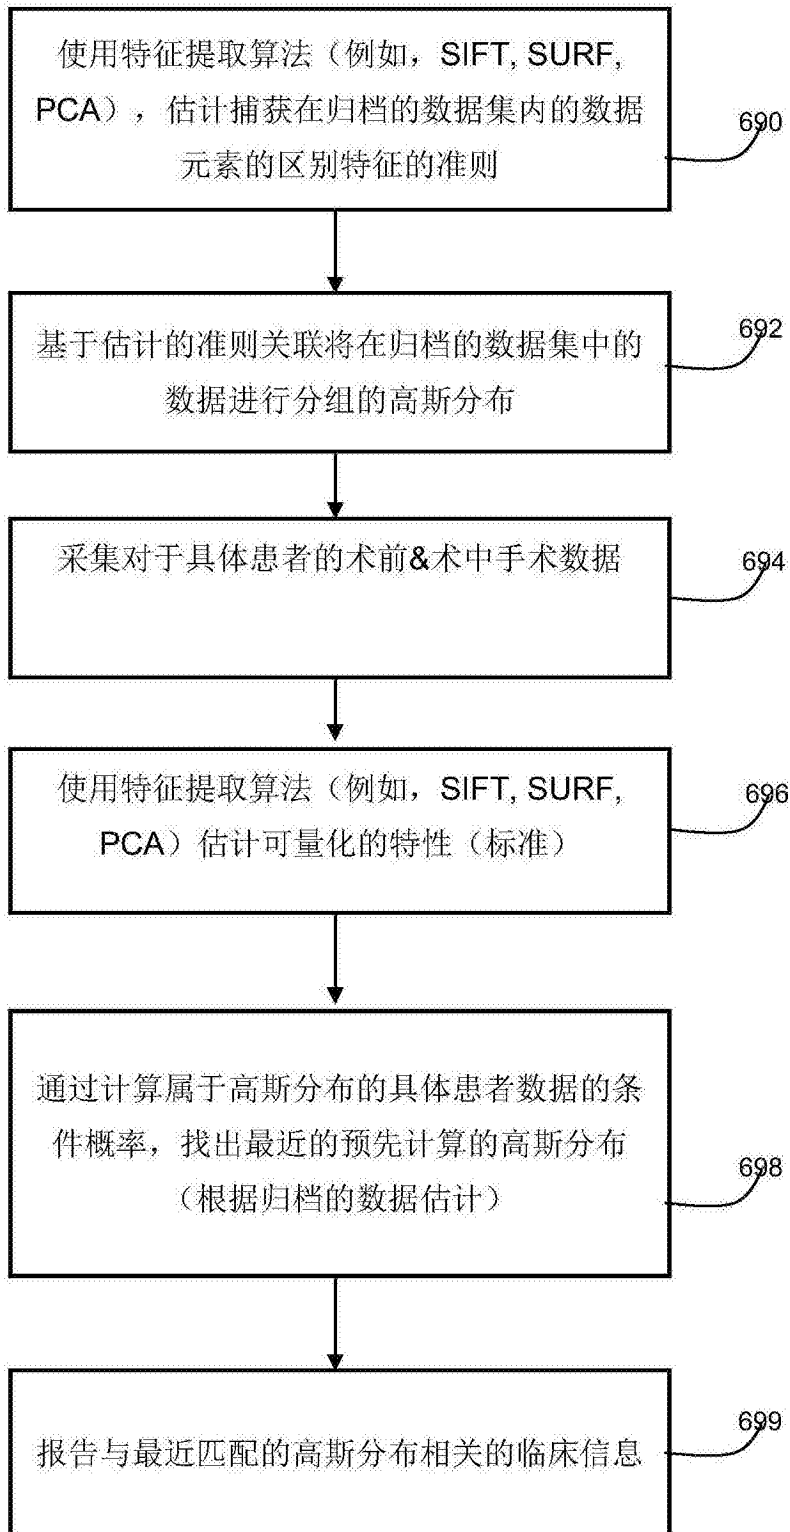 使用特征提取算法（例如，SIFT, SURF,
PCA），估计捕获在归档的数据集内的数据
元素的区别特征的准则
690
基于估计的准则关联将在归档的数据集中的
数据进行分组的高斯分布
692
采集对于具体患者的术前&术中手术数据
694
使用特征提取算法（例如，SIFT, SURF,
PCA）估计可量化的特性（标准）
696
通过计算属于高斯分布的具体患者数据的条
件概率，找出最近的预先计算的高斯分布
（根据归档的数据估计）
698
报告与最近匹配的高斯分布相关的临床信息
699